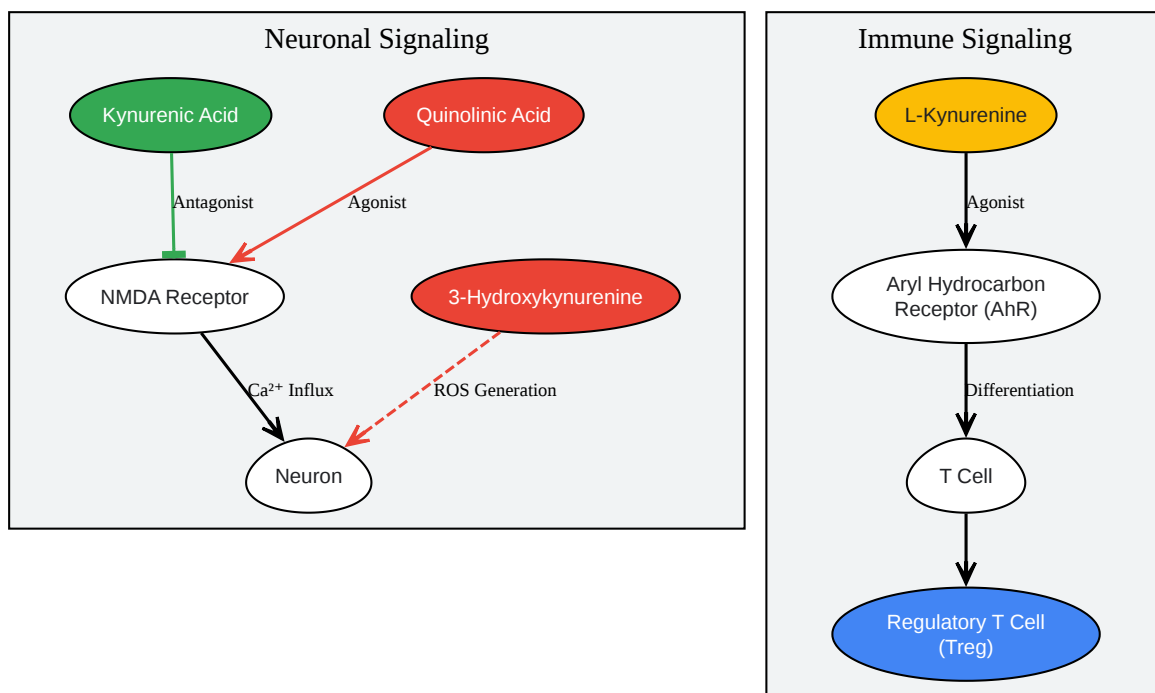 Neuronal Signaling
Kynurenic Acid
Quinolinic Acid
Antagonist
Agonist
NMDA Receptor
3-Hydroxykynurenine
Ca²⁺ Influx
ROS Generation
Neuron
Immune Signaling
L-Kynurenine
Agonist
Aryl Hydrocarbon
Receptor (AhR)
Differentiation
T Cell
Regulatory T Cell
(Treg)